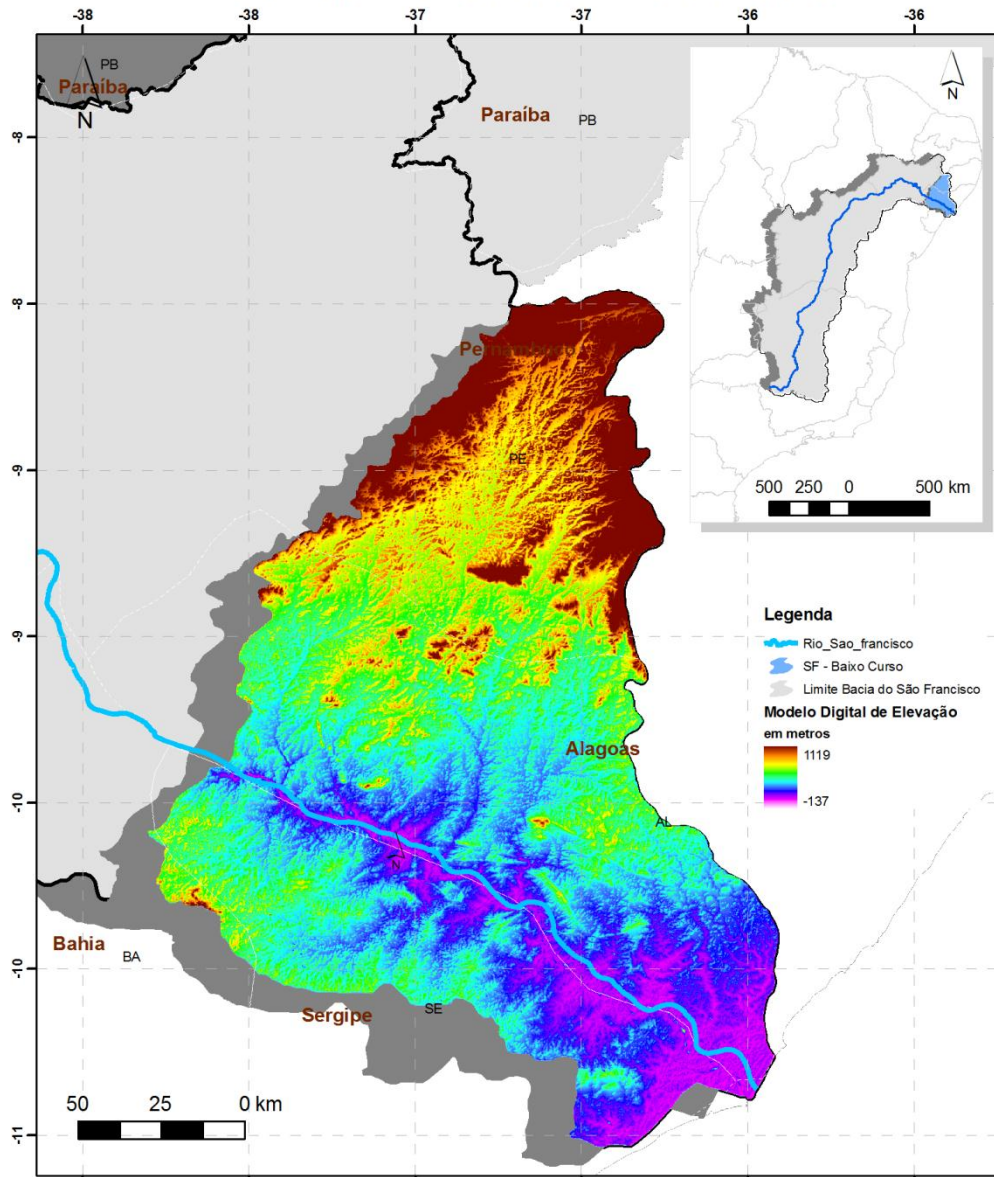 -38 -38 -37 -37 -36 -36
PB
Paraíba
N
Paraíba
PB
N
-8
-8
Pernambuco
-9
PE
500 250 0 500 km
-9
Legenda
Rio_Sao_francisco
SF - Baixo Curso
Limite Bacia do São Francisco
Modelo Digital de Elevação
em metros
1119
-137
Alagoas
-10
AL
N
Bahia
BA
-10
Sergipe
SE
50 25 0 km
-11